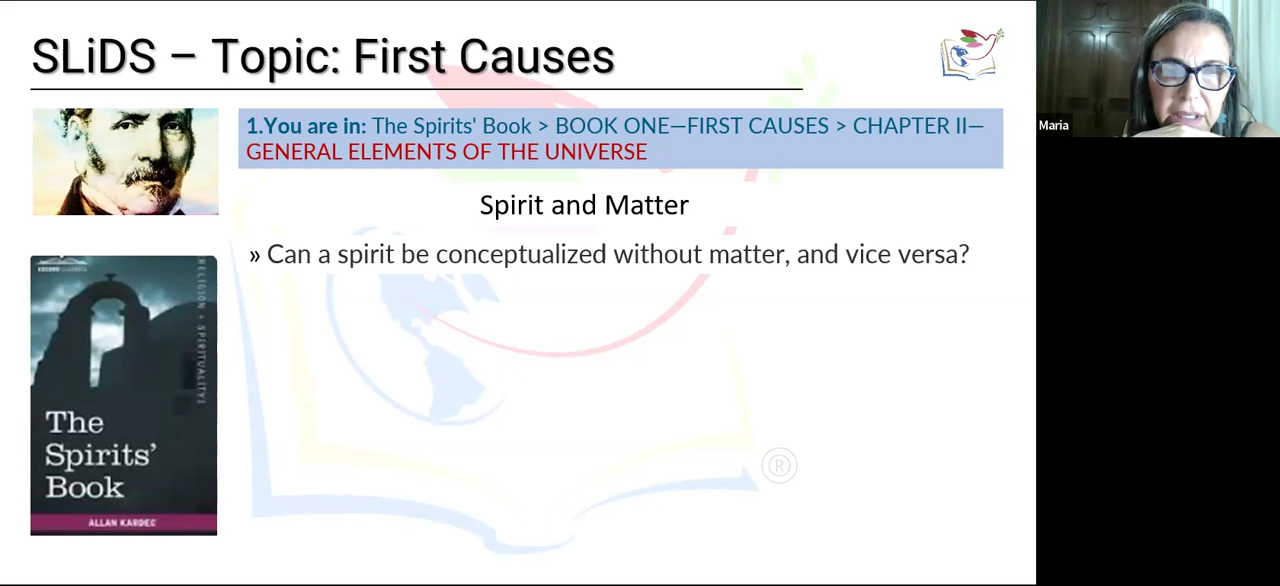 SLiDS – Topic: First Causes
1.You are in: The Spirits' Book > BOOK ONE—FIRST CAUSES > CHAPTER II—
GENERAL ELEMENTS OF THE UNIVERSE
Spirit and Matter
» Can a spirit be conceptualized without matter, and vice versa?
RELIGION + SPIRITUALITY
The
Spirits'
Book
ALLAN KARDEC
®
Maria